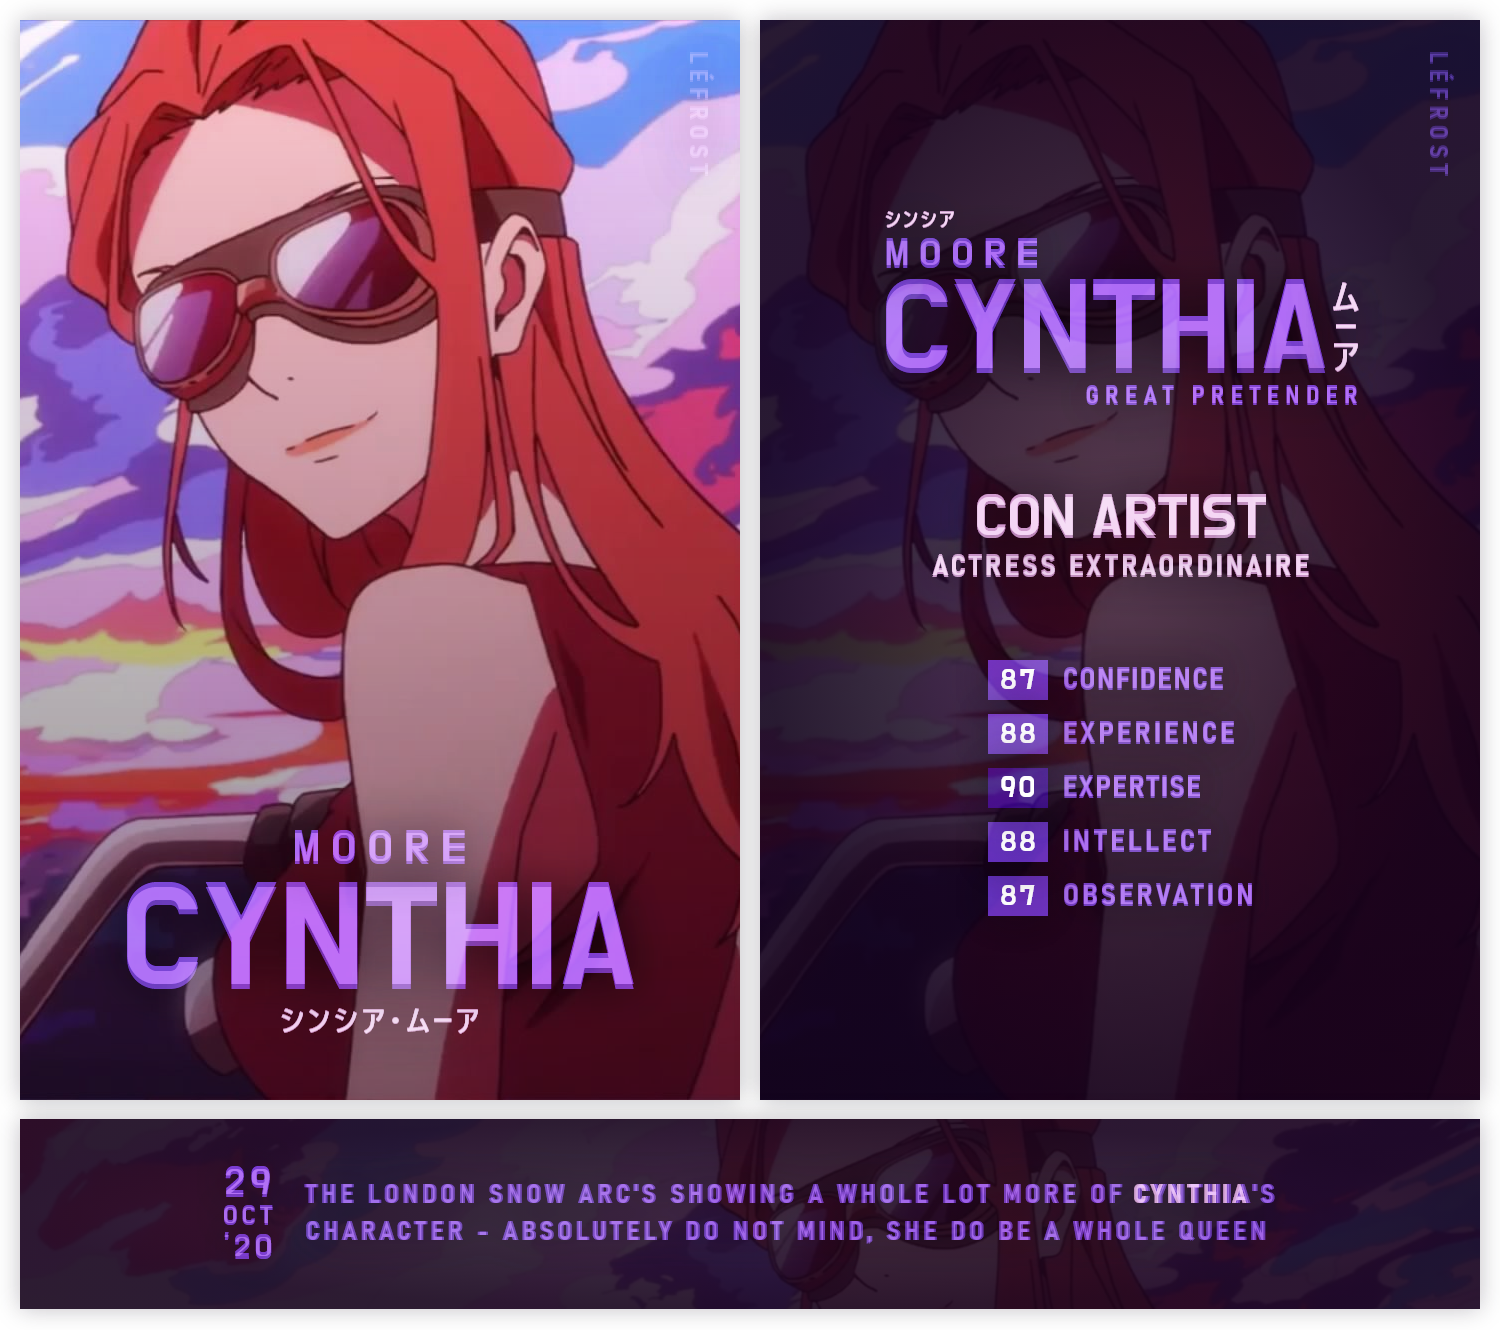 LÉFROST
MOORE
CYNTHIA
シンシア・ムーア
LÉFROST
シンシア
MOORE
CYNTHIA
ムーア
GREAT PRETENDER
CON ARTIST
ACTRESS EXTRAORDINAIRE
87 CONFIDENCE
88 EXPERIENCE
90 EXPERTISE
88 INTELLECT
87 OBSERVATION
29
OCT
'20
THE LONDON SNOW ARC'S SHOWING A WHOLE LOT MORE OF CYNTHIA'S
CHARACTER - ABSOLUTELY DO NOT MIND, SHE DO BE A WHOLE QUEEN